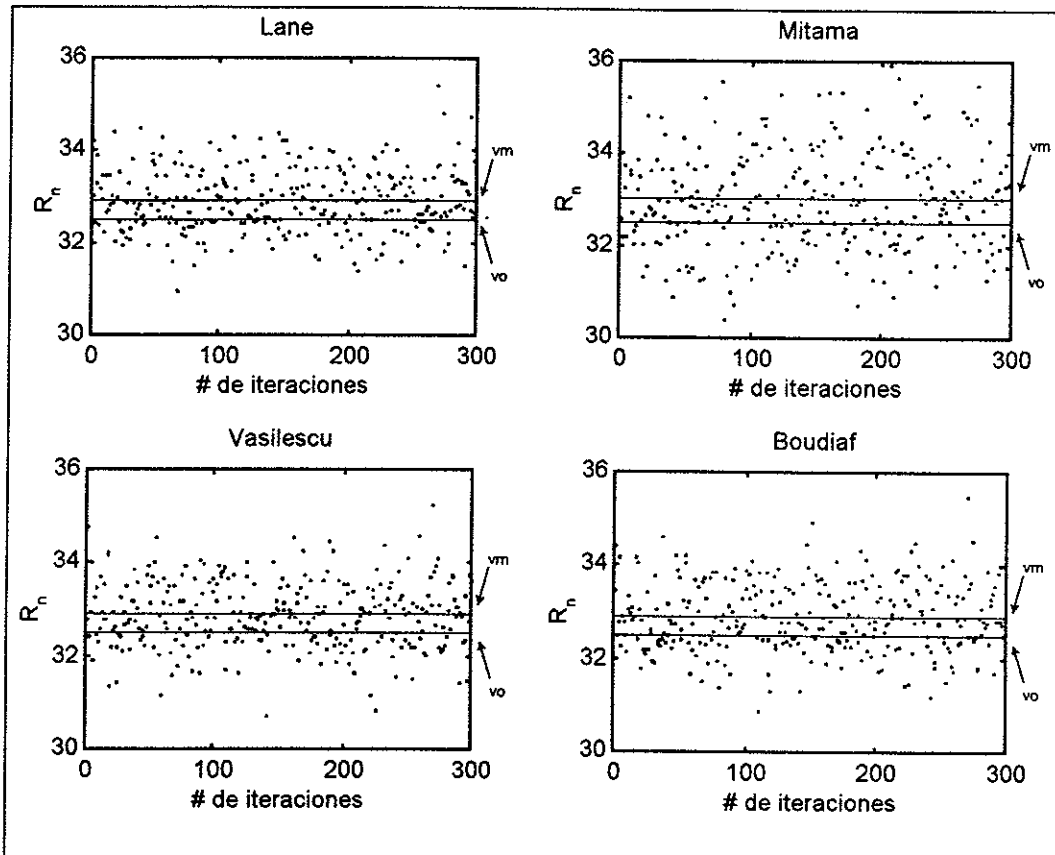 Lane
36
34
32
30
R_n
vm
vo
0 100 200 300
# de iteraciones
Mitama
36
34
32
30
R_n
vm
vo
0 100 200 300
# de iteraciones
Vasilescu
36
34
32
30
R_n
vm
vo
0 100 200 300
# de iteraciones
Boudiaf
36
34
32
30
R_n
vm
vo
0 100 200 300
# de iteraciones